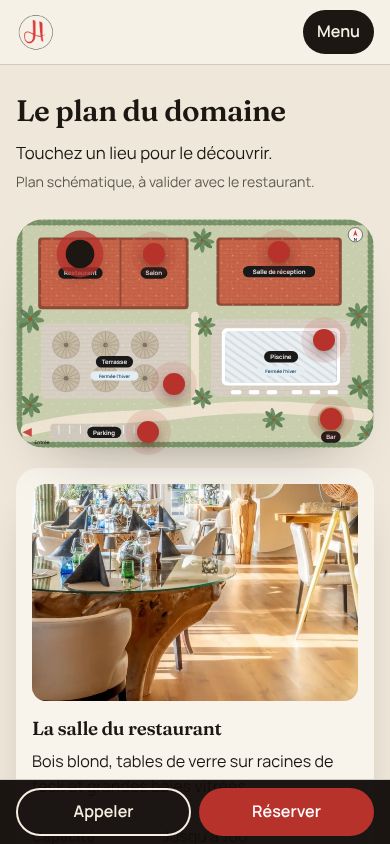 H
Menu
Le plan du domaine
Touchez un lieu pour le découvrir.
Plan schématique, à valider avec le restaurant.
N
Restaurant
Salon
Salle de réception
Terrasse
Fermée l'hiver
Piscine
Fermée l'hiver
Parking
Bar
Entrée
La salle du restaurant
Bois blond, tables de verre sur racines de
Appeler
Réserver